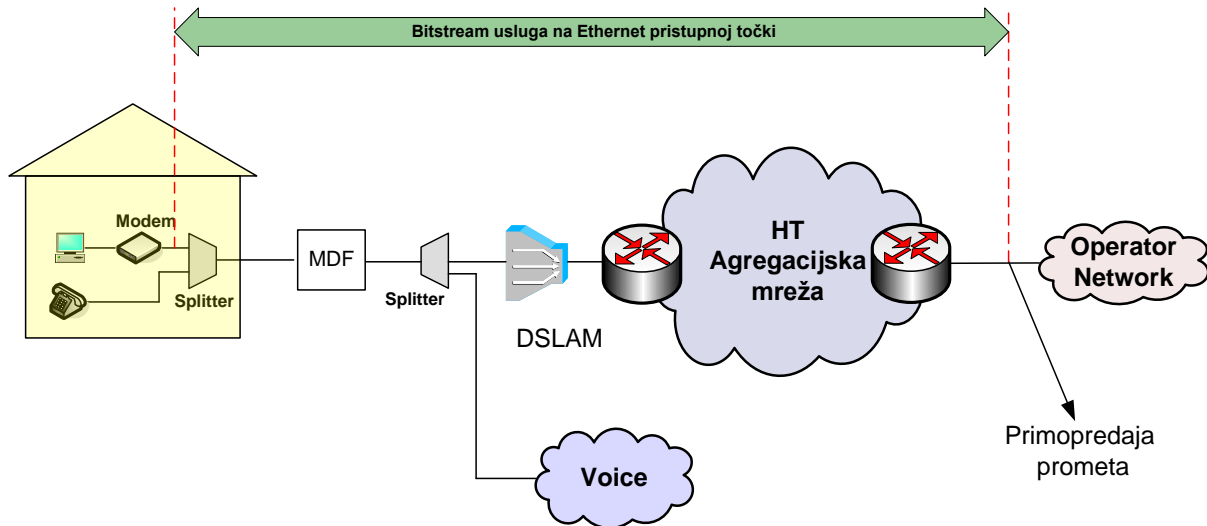 Bitstream usluga na Ethernet pristupnoj točki
Modem
Splitter
MDF
Splitter
DSLAM
HT
Agregacijska
mreža
Operator
Network
Voice
Primopredaja
prometa